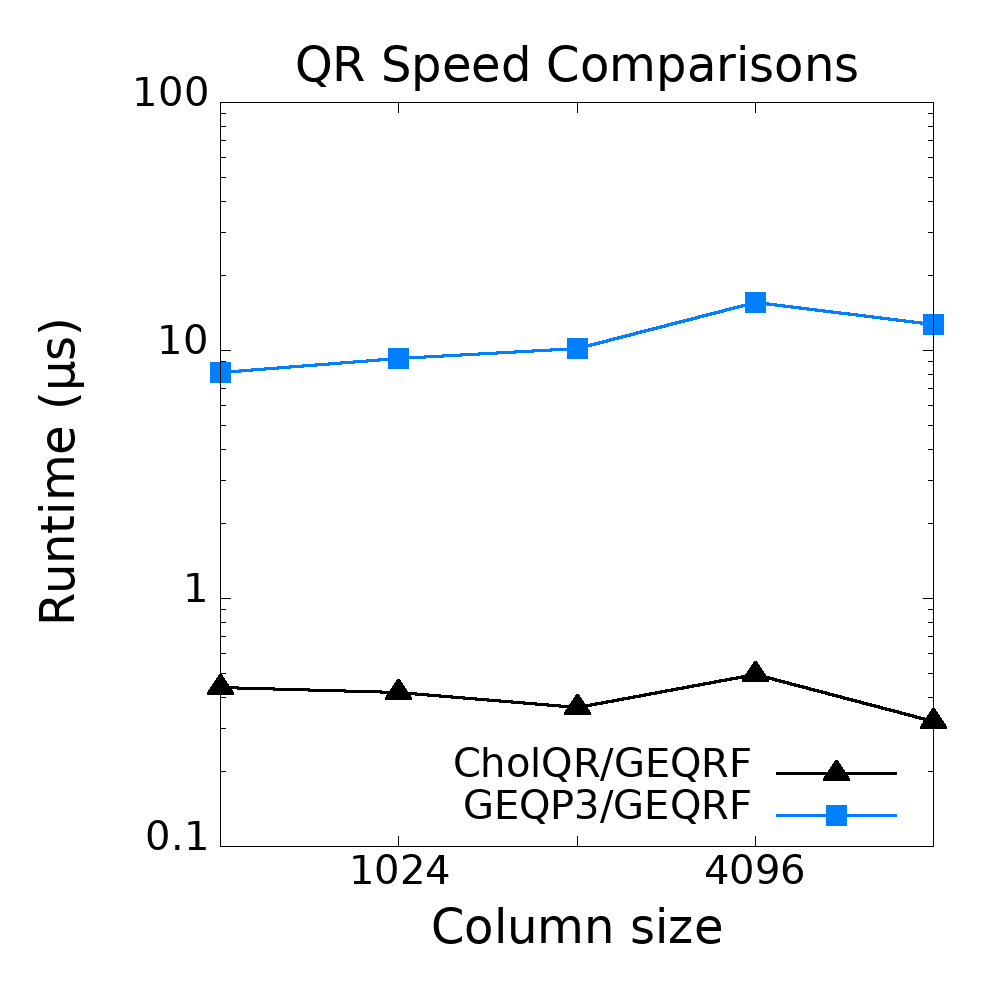 QR Speed Comparisons
100
10
1
0.1
Runtime (μs)
CholQR/GEQRF
GEQP3/GEQRF
1024
4096
Column size